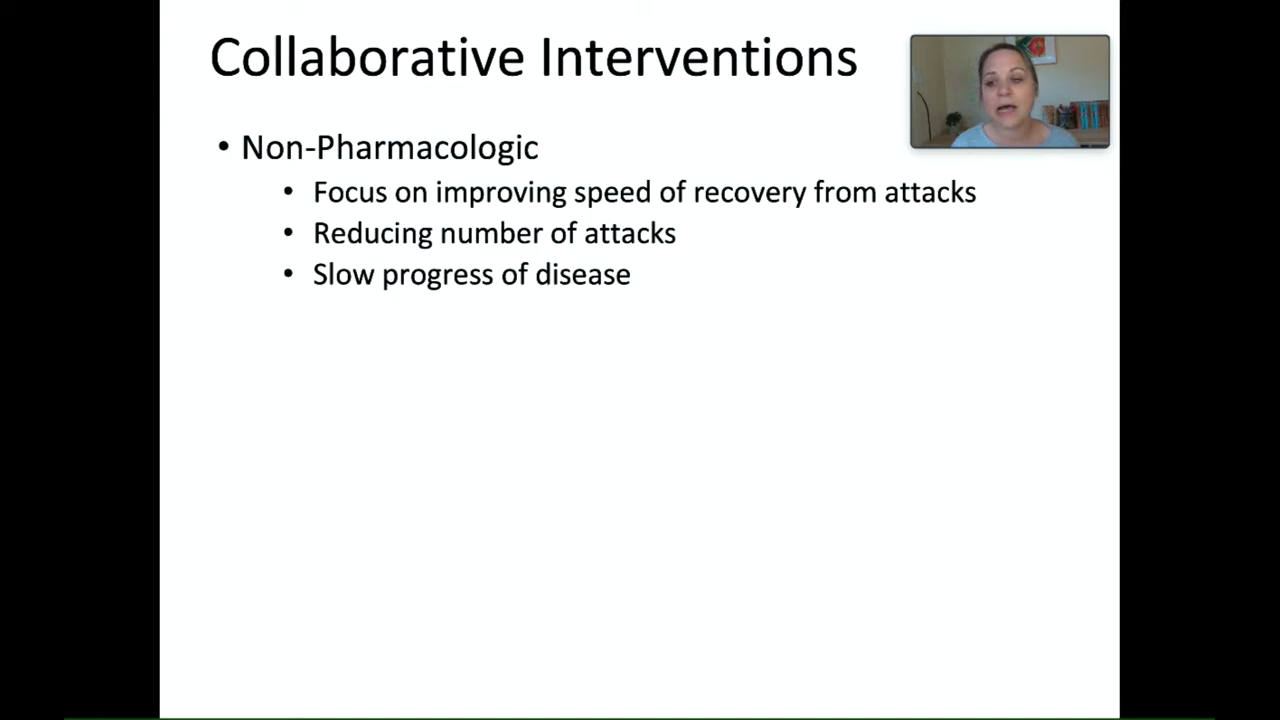 Collaborative Interventions
• Non-Pharmacologic
• Focus on improving speed of recovery from attacks
• Reducing number of attacks
• Slow progress of disease